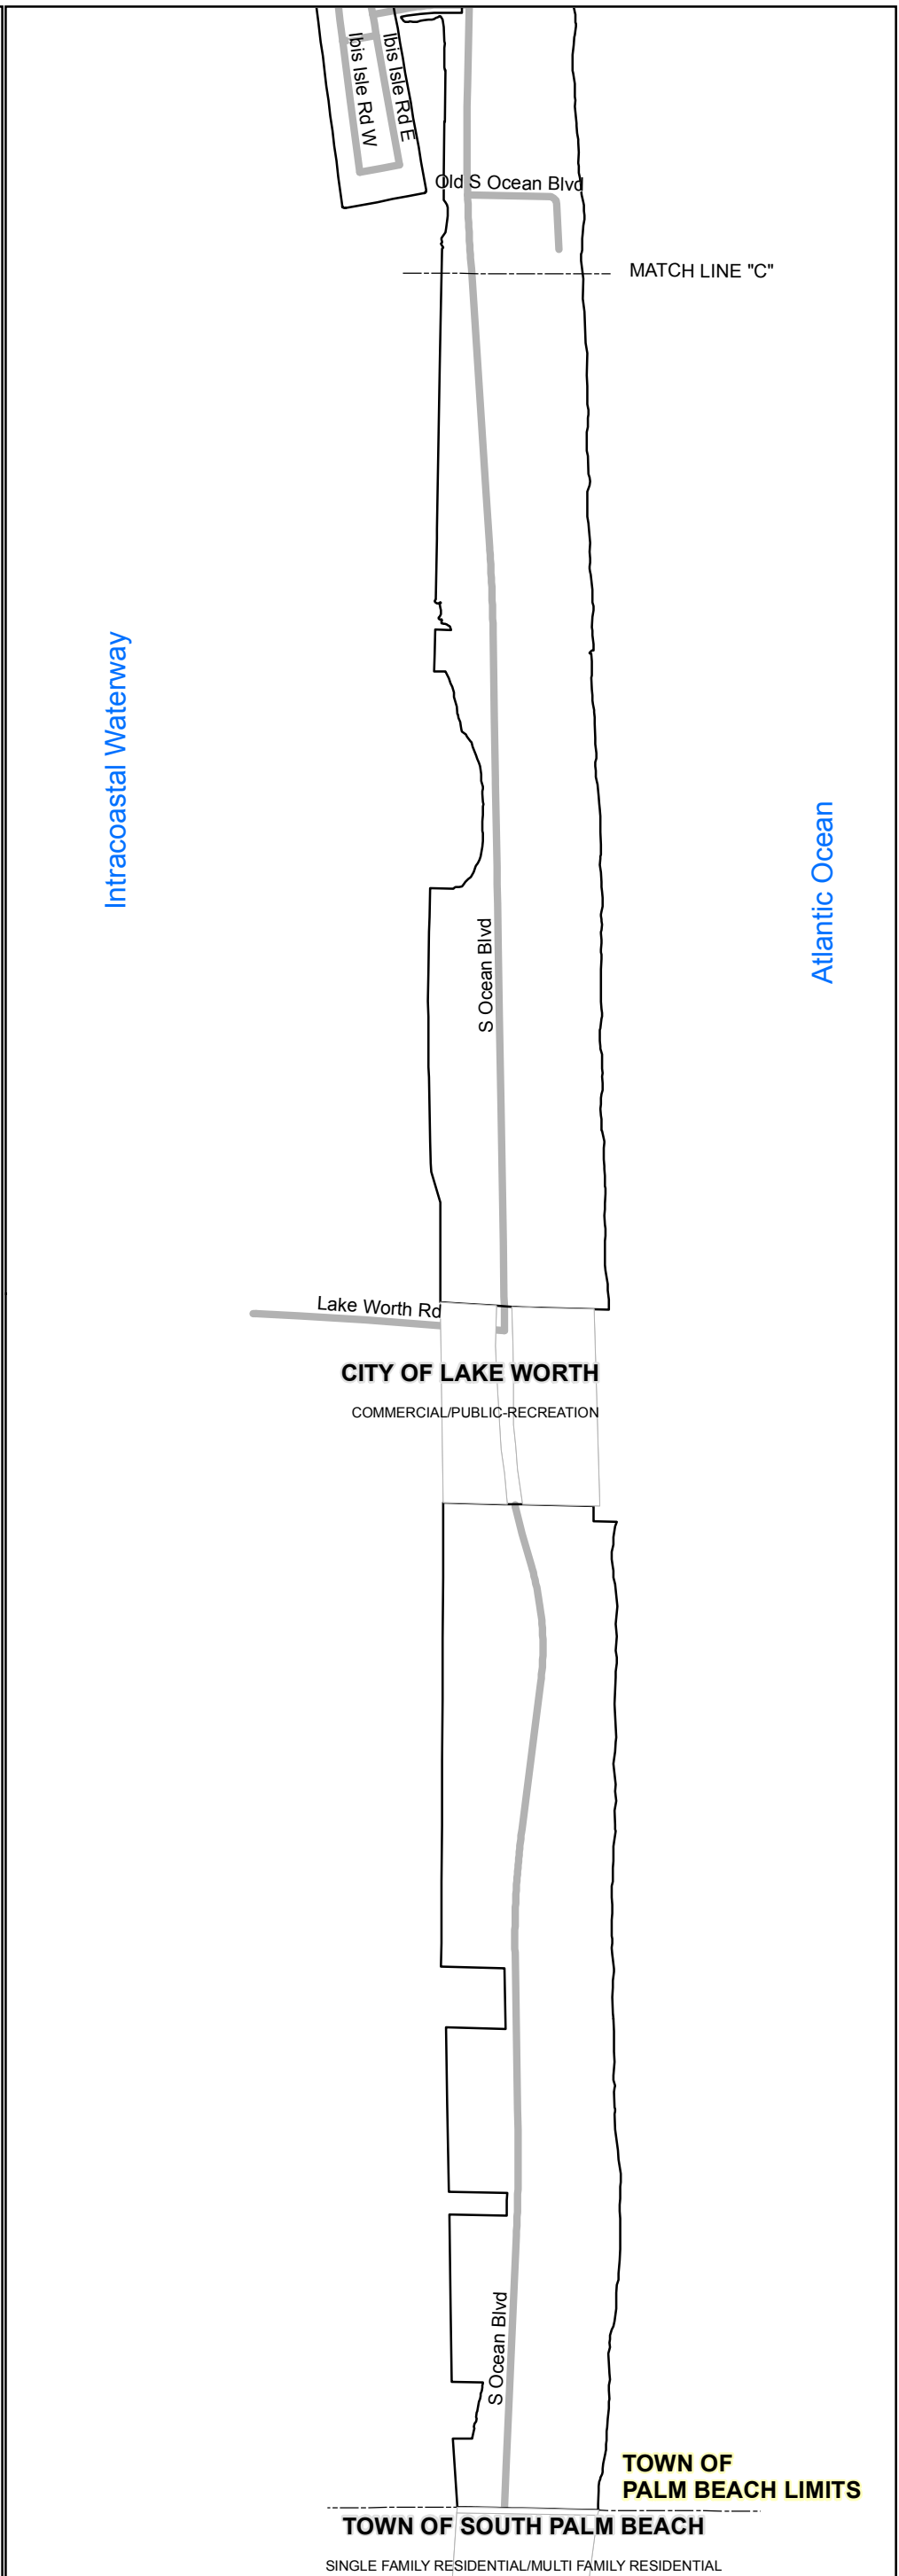 Ibis Isle Rd W
Ibis Isle Rd E
Old S Ocean Blvd
MATCH LINE "C"
Intracoastal Waterway
Atlantic Ocean
S Ocean Blvd
Lake Worth Rd
CITY OF LAKE WORTH
COMMERCIAL/PUBLIC-RECREATION
S Ocean Blvd
TOWN OF
PALM BEACH LIMITS
TOWN OF SOUTH PALM BEACH
SINGLE FAMILY RESIDENTIAL/MULTI FAMILY RESIDENTIAL